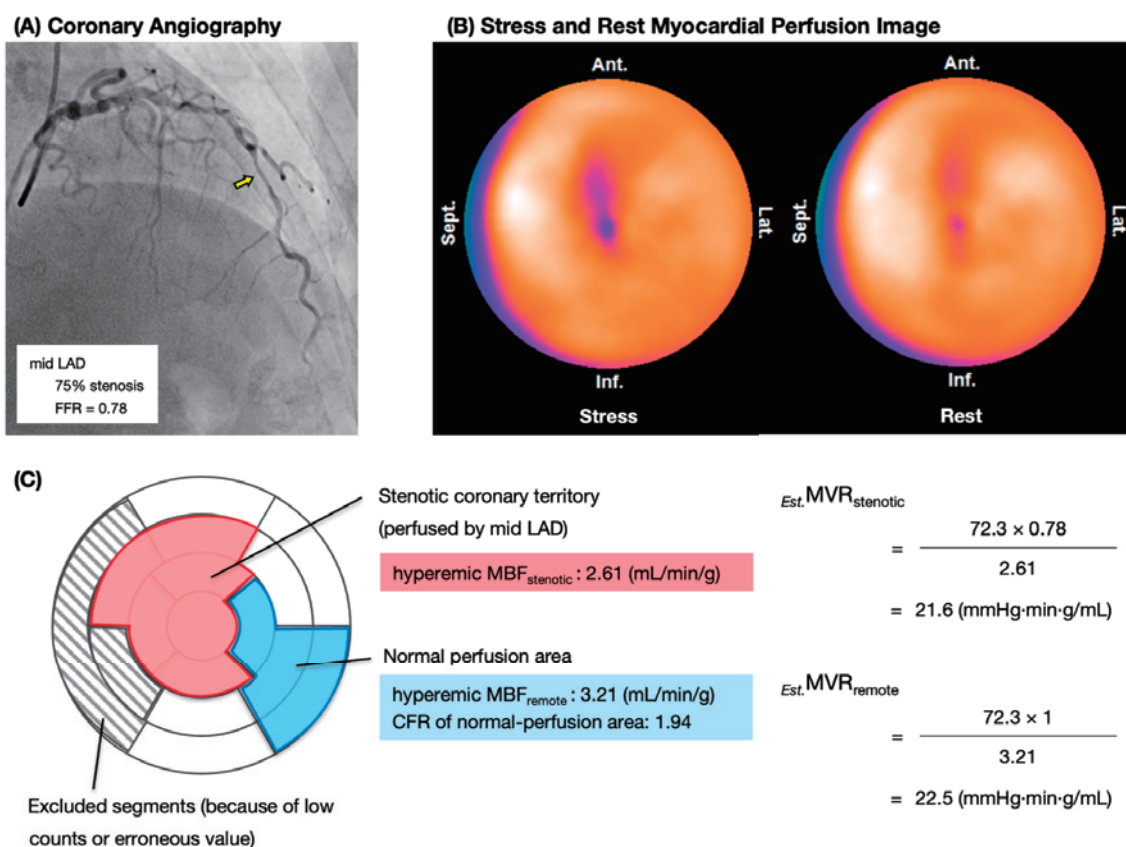 (A) Coronary Angiography
mid LAD
75% stenosis
FFR = 0.78
(B) Stress and Rest Myocardial Perfusion Image
Ant.
Sept.
Lat.
Inf.
Stress
Ant.
Sept.
Lat.
Inf.
Rest
(C)
Stenotic coronary territory
(perfused by mid LAD)
hyperemic MBFstenotic : 2.61 (mL/min/g)
Normal perfusion area
hyperemic MBFremote : 3.21 (mL/min/g)
CFR of normal-perfusion area: 1.94
Excluded segments (because of low
counts or erroneous value)
Est.MVRstenotic
72.3 × 0.78
=
2.61
= 21.6 (mmHg·min·g/mL)
Est.MVRremote
72.3 × 1
=
3.21
= 22.5 (mmHg·min·g/mL)